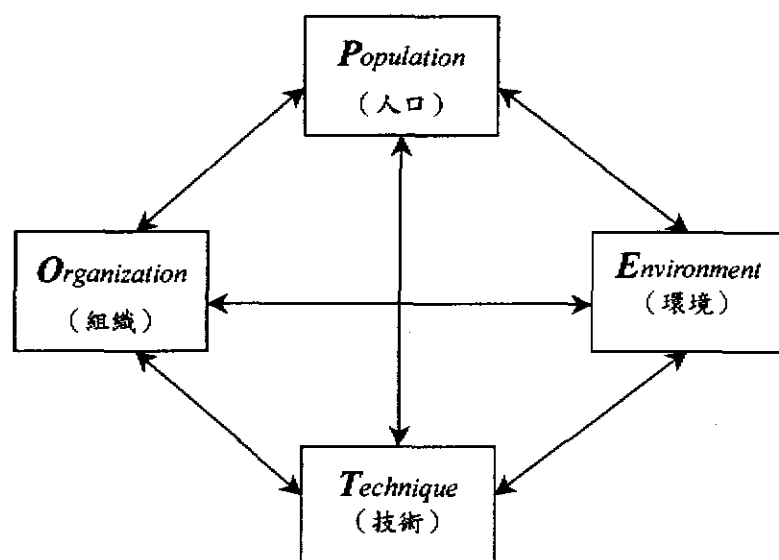 Population
(人口)
Organization
(組織)
Environment
(環境)
Technique
(技術)